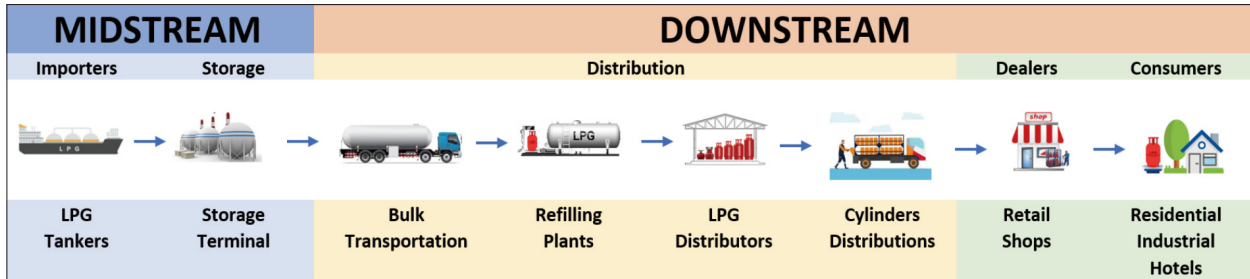 MIDSTREAM
DOWNSTREAM
Importers
Storage
Distribution
Dealers
Consumers
LPG
LPG
shop
LPG
Tankers
Storage
Terminal
Bulk
Transportation
Refilling
Plants
LPG
Distributors
Cylinders
Distributions
Retail
Shops
Residential
Industrial
Hotels